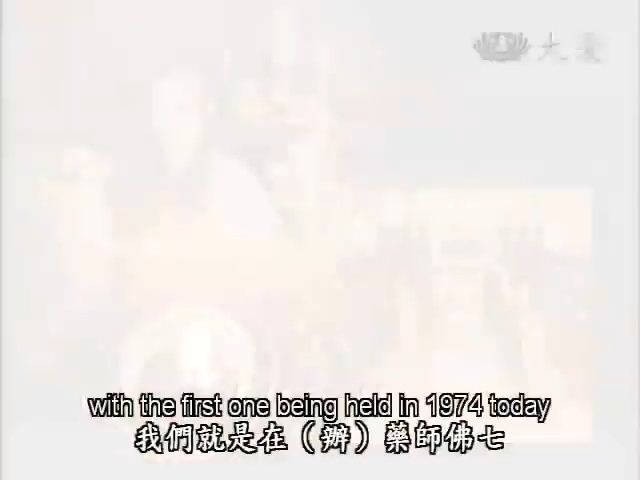 大愛
with the first one being held in 1974 today
我們就是在（辦）藥師佛七